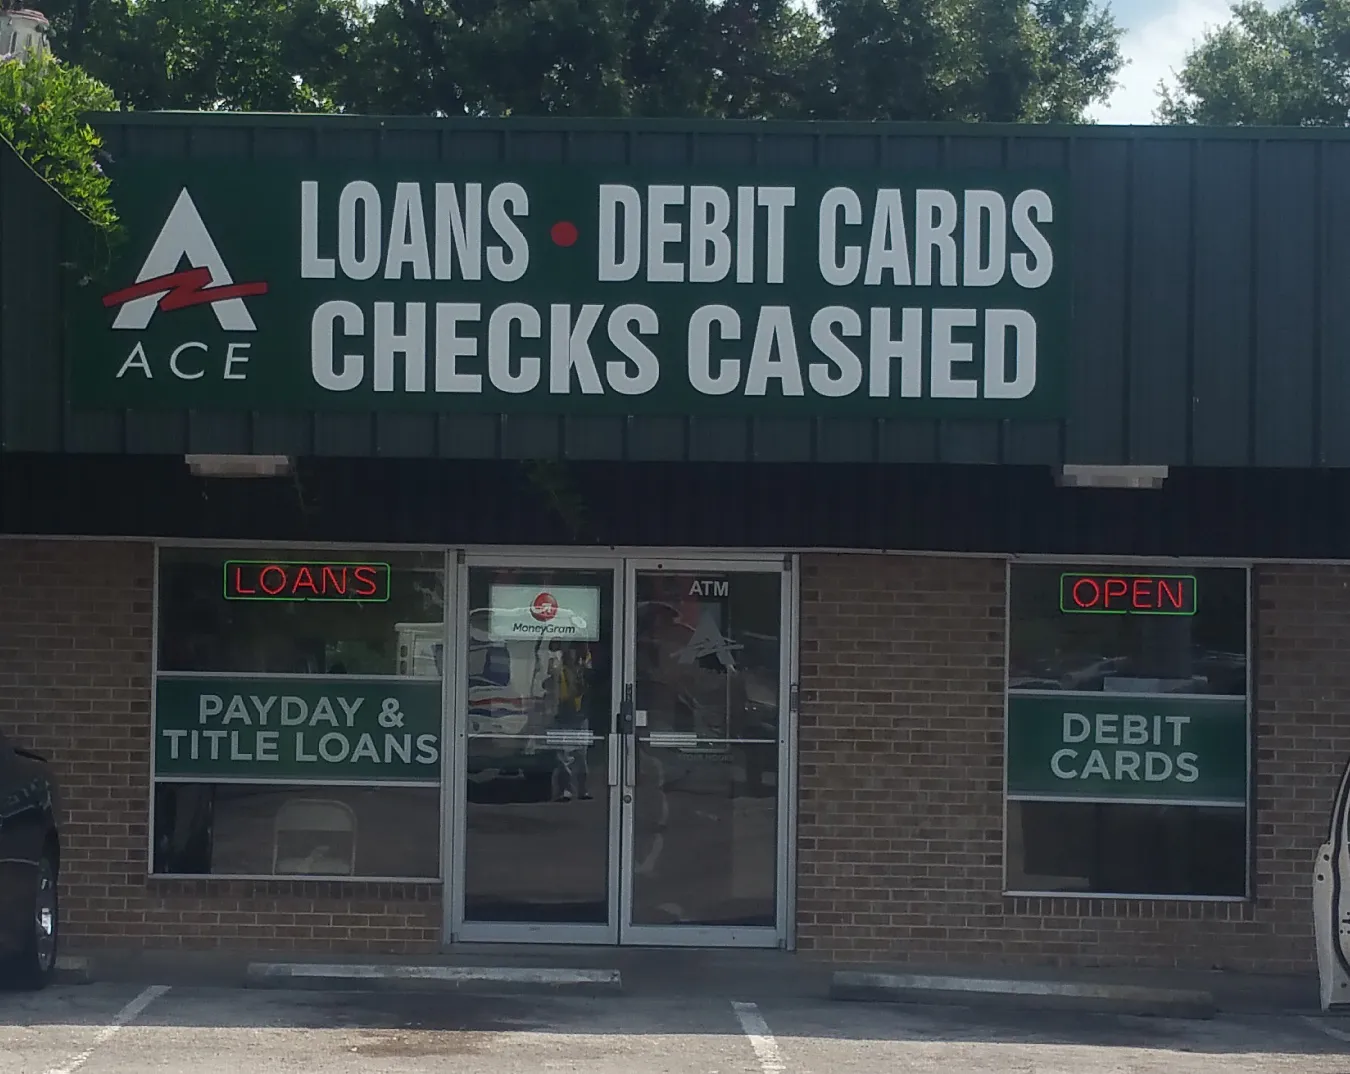 LOANS • DEBIT CARDS
CHECKS CASHED
ACE
LOANS
PAYDAY &
TITLE LOANS
MoneyGram
ATM
OPEN
DEBIT
CARDS